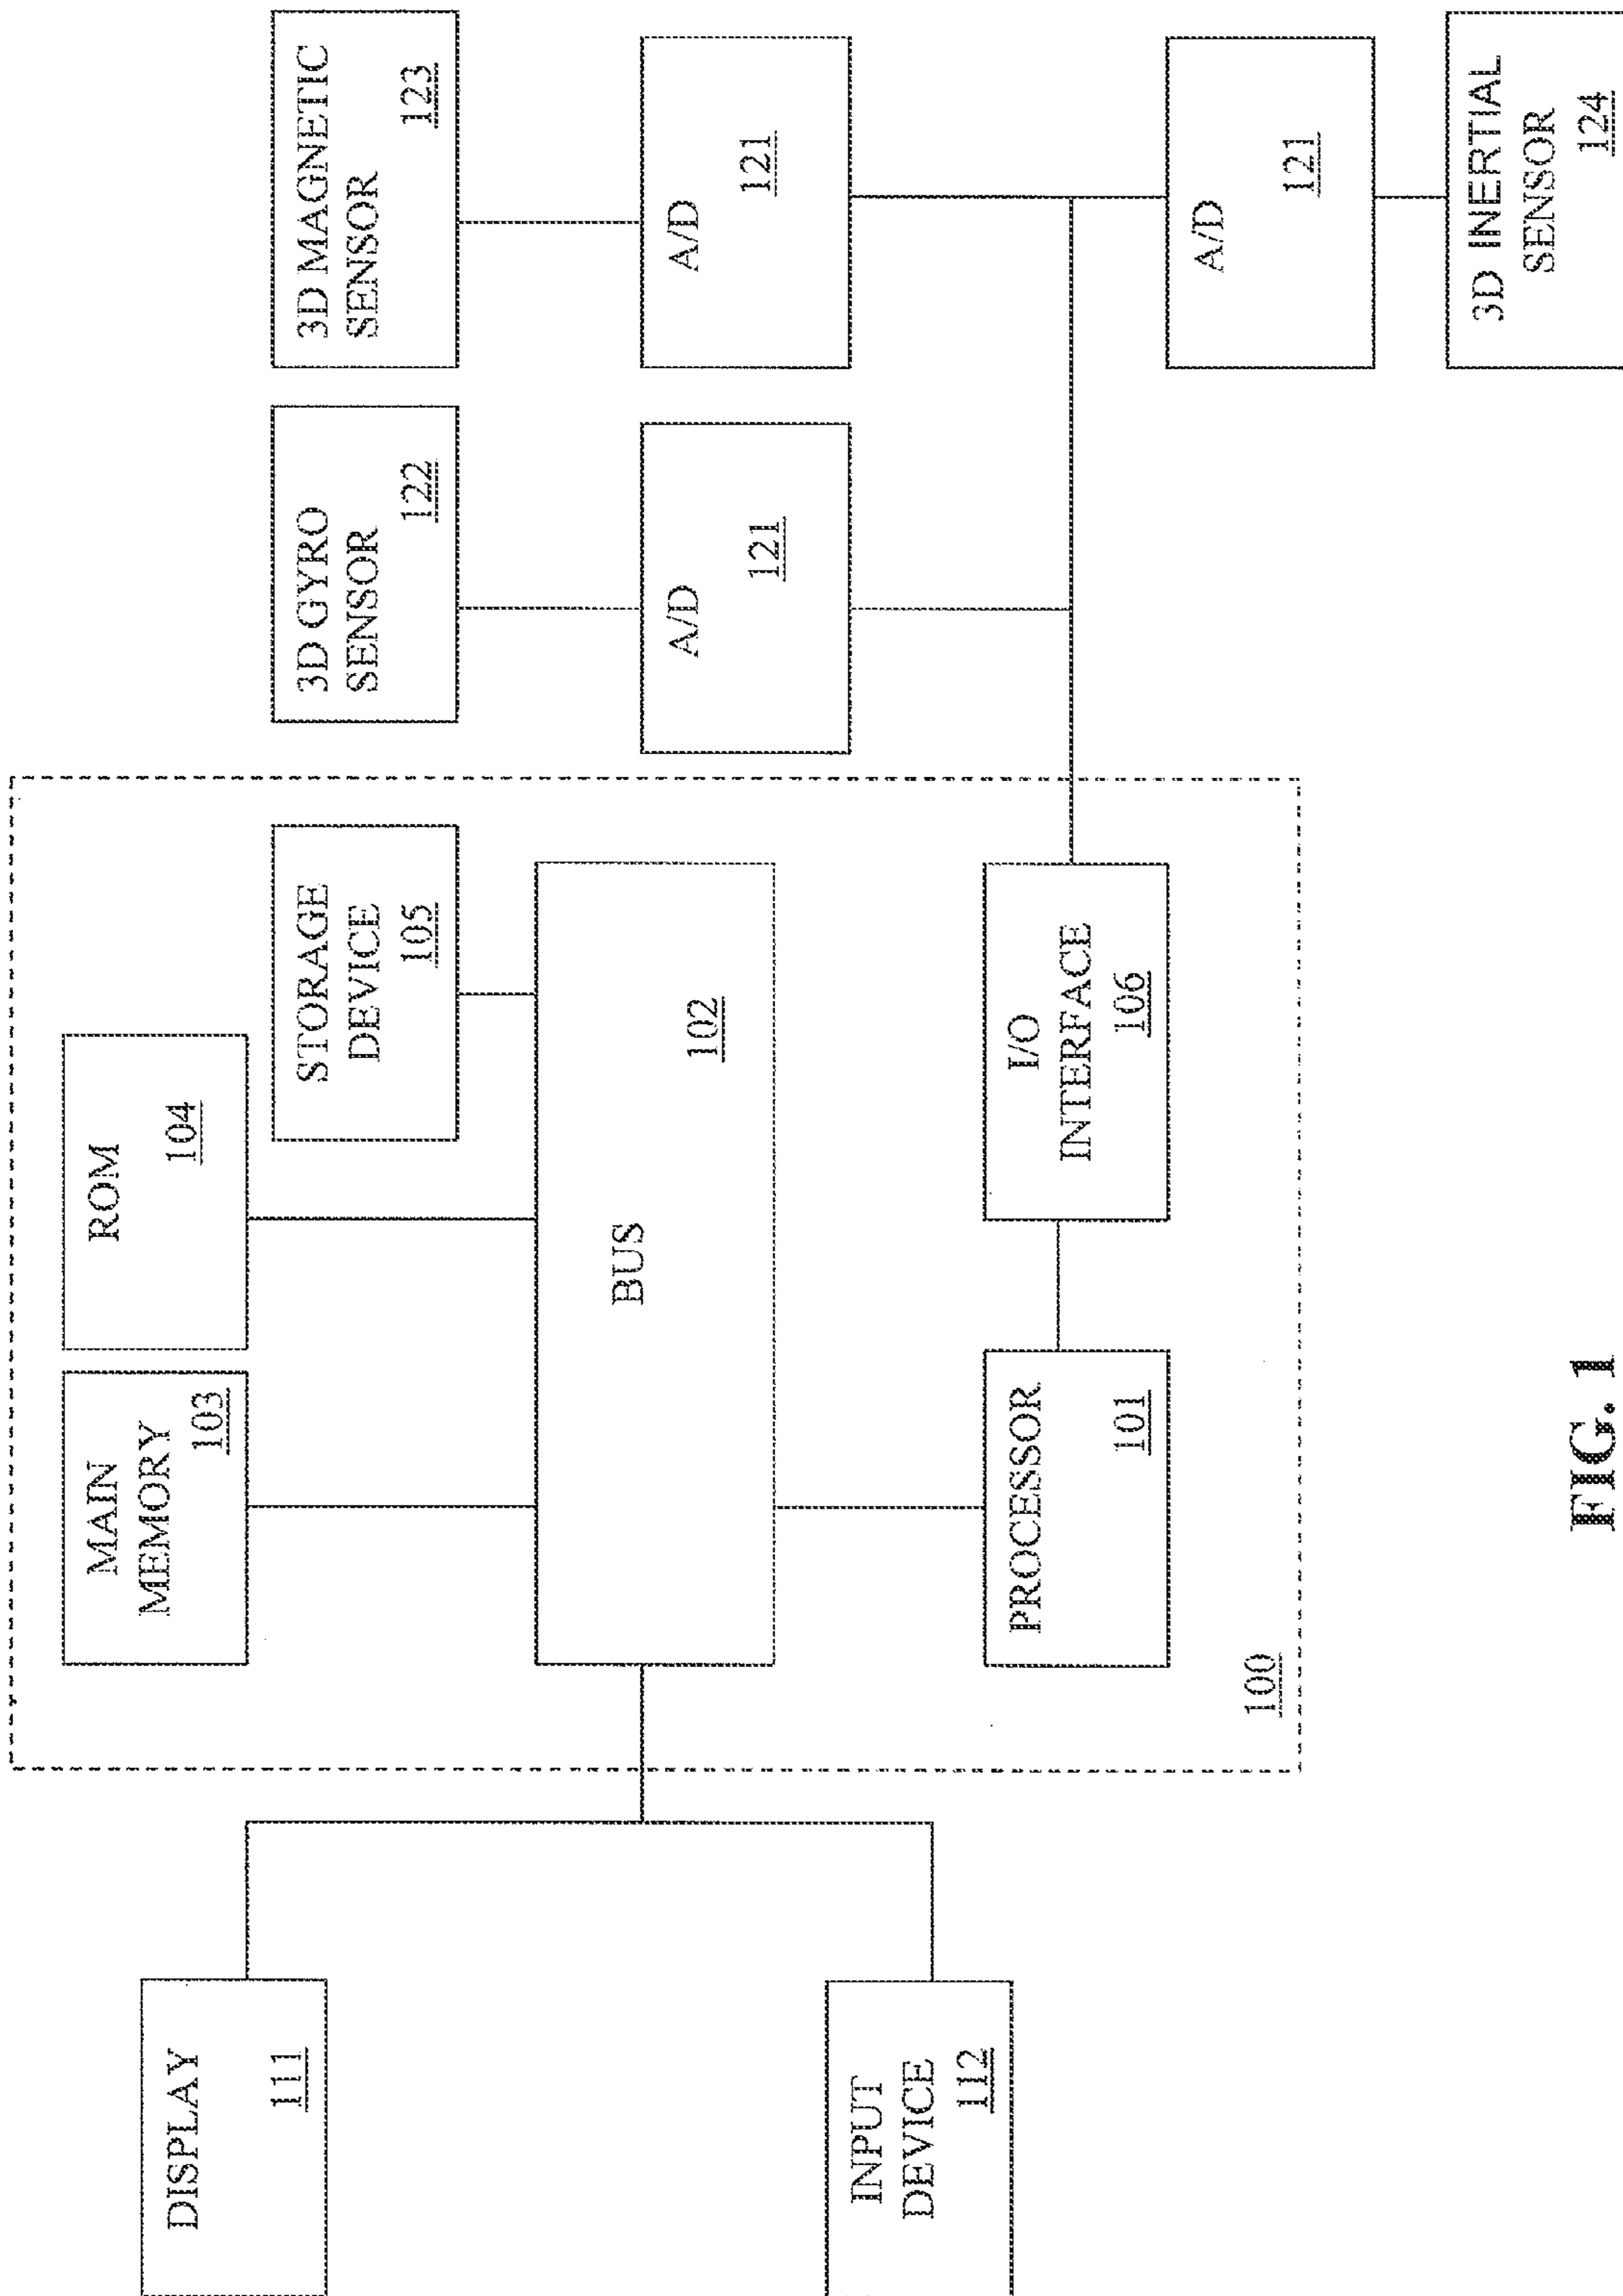 DISPLAY
111
INPUT
DEVICE
112
MAIN
MEMORY
103
ROM
104
STORAGE
DEVICE
105
BUS
102
PROCESSOR
101
I/O
INTERFACE
106
100
3D GYRO
SENSOR
122
3D MAGNETIC
SENSOR
123
A/D
121
A/D
121
A/D
121
3D INERTIAL
SENSOR
124
FIG. 1